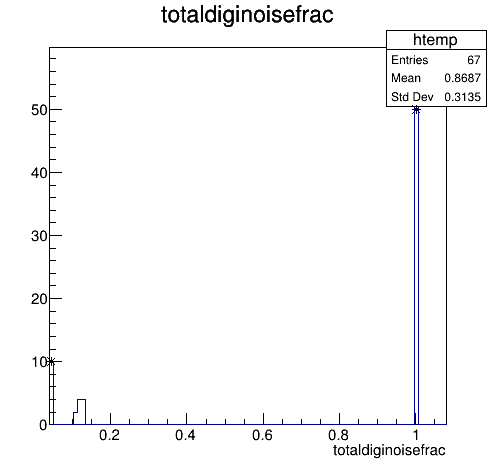 totaldiginoisefrac
htemp
Entries 67
Mean 0.8687
Std Dev 0.3135
50
40
30
20
10
0
0.2 0.4 0.6 0.8 1
totaldiginoisefrac